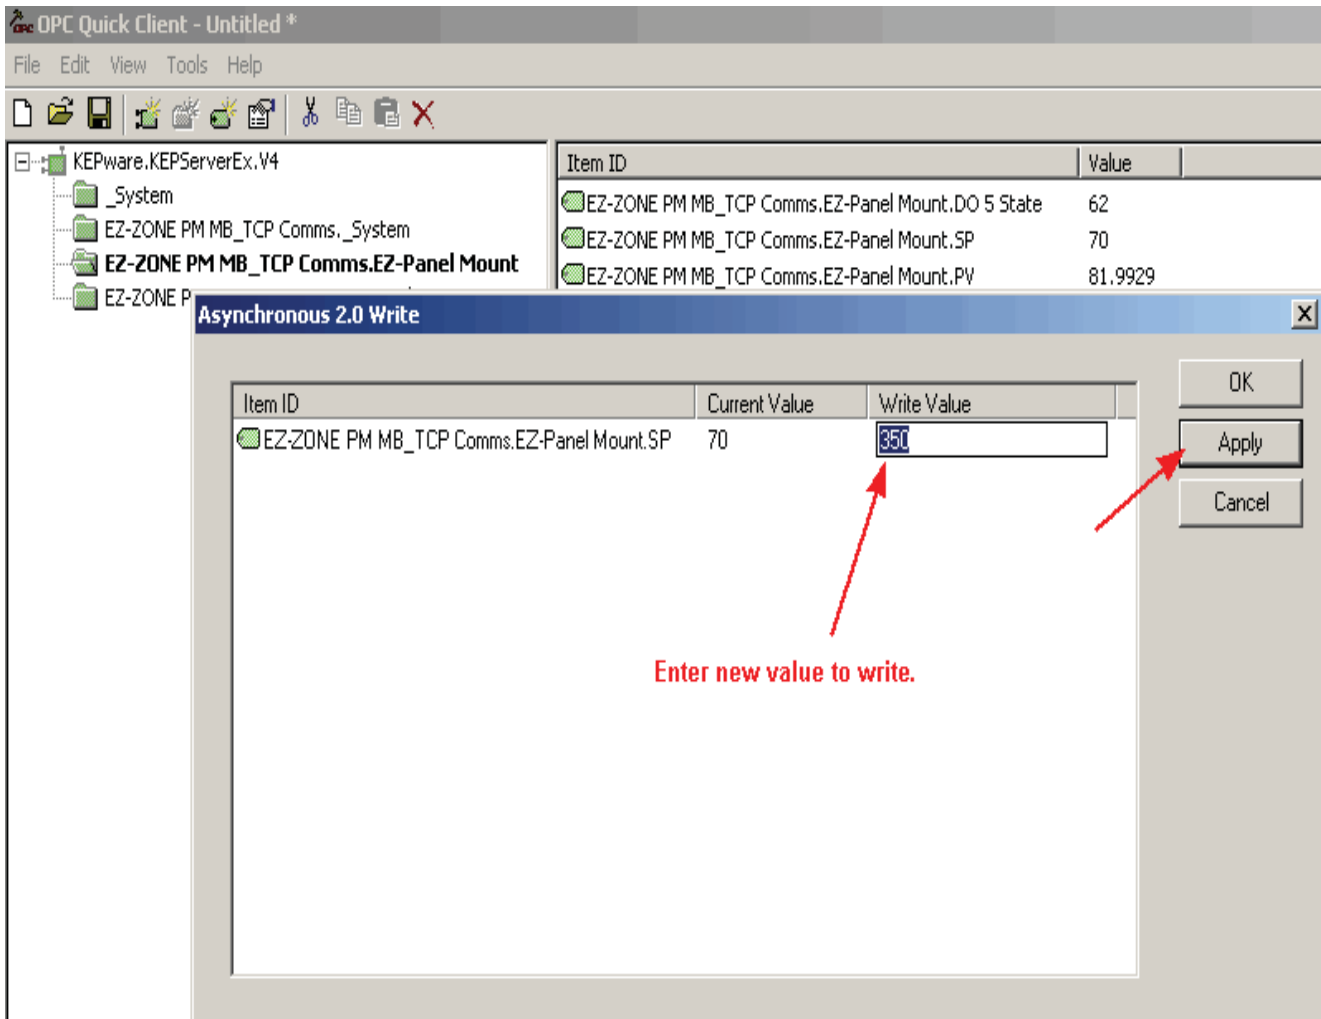 OPC Quick Client - Untitled *
File Edit View Tools Help
KEPware.KEPServerEx.V4
_System
EZ-ZONE PM MB_TCP Comms._System
EZ-ZONE PM MB_TCP Comms.EZ-Panel Mount
EZ-ZONE P
Item ID Value
EZ-ZONE PM MB_TCP Comms.EZ-Panel Mount.DO 5 State 62
EZ-ZONE PM MB_TCP Comms.EZ-Panel Mount.SP 70
EZ-ZONE PM MB_TCP Comms.EZ-Panel Mount.PV 81.9929
Asynchronous 2.0 Write
Item ID Current Value Write Value
EZ-ZONE PM MB_TCP Comms.EZ-Panel Mount.SP 70 350
OK
Apply
Cancel
Enter new value to write.